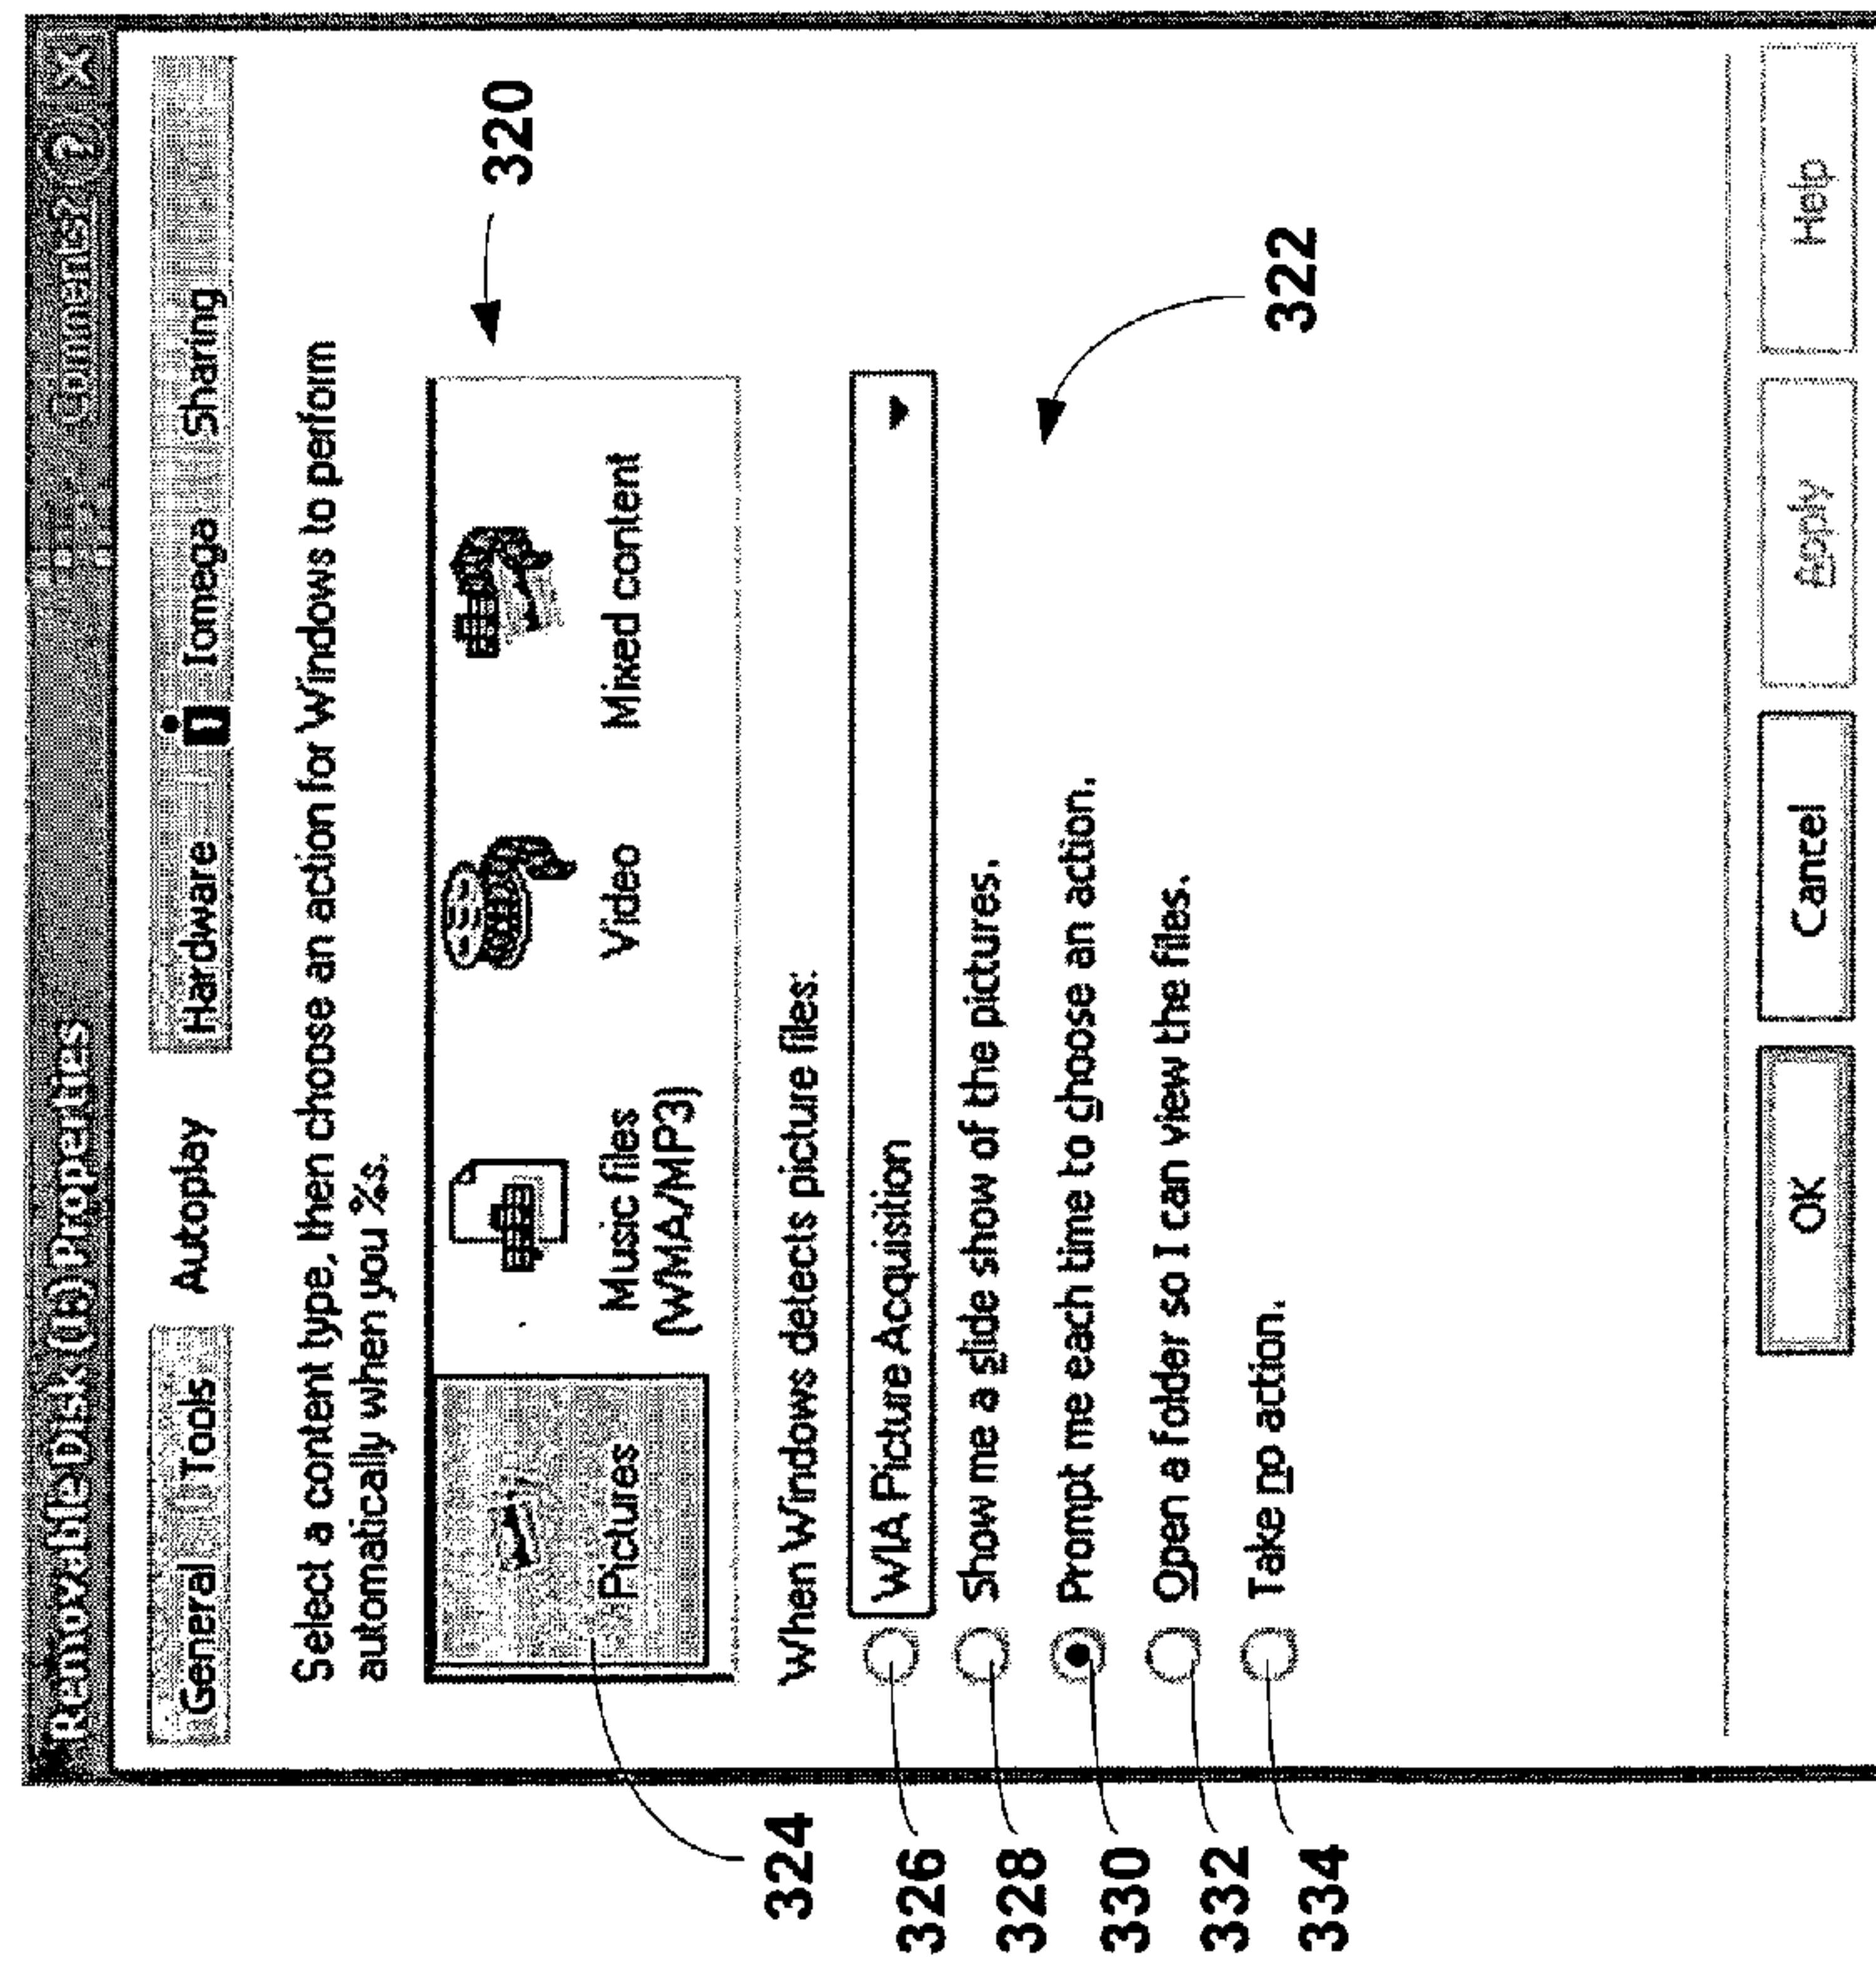 Removable Disk (H:) Properties
General Tools Autoplay Hardware Iomega Sharing
Select a content type, then choose an action for Windows to perform
automatically when you %s.
320
Pictures
Music files
(WMA/MP3)
Video
Mixed content
324
When Windows detects picture files:
322
326 WIA Picture Acquisition
328 Show me a slide show of the pictures.
330 Prompt me each time to choose an action.
332 Open a folder so I can view the files.
334 Take no action.
OK Cancel Apply Help